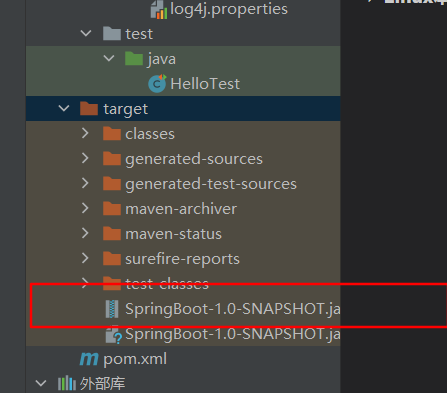 log4j.properties
test
java
HelloTest
target
classes
generated-sources
generated-test-sources
maven-archiver
maven-status
surefire-reports
test-classes
SpringBoot-1.0-SNAPSHOT.ja
SpringBoot-1.0-SNAPSHOT.ja
pom.xml
外部库